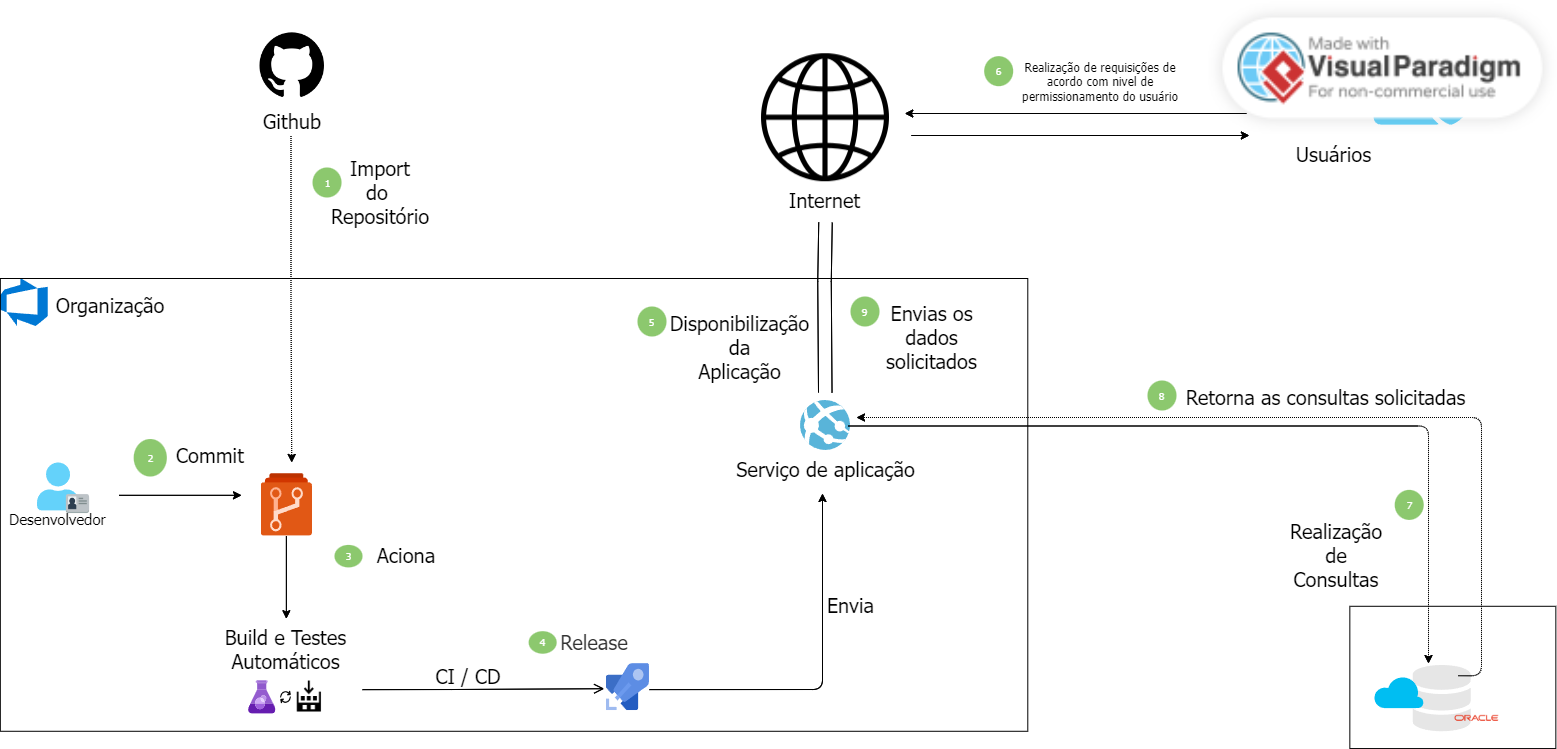 Made with
Visual Paradigm
For non-commercial use
6
Realização de requisições de
acordo com nivel de
permissionamento do usuário
Github
Usuários
1
Import
do
Repositório
Internet
Organização
5
Disponibilização
da
Aplicação
9
Envias os
dados
solicitados
8
Retorna as consultas solicitadas
2
Commit
Serviço de aplicação
Desenvolvedor
7
Realização
de
Consultas
3
Aciona
Envia
Build e Testes
Automáticos
4
Release
CI / CD
ORACLE